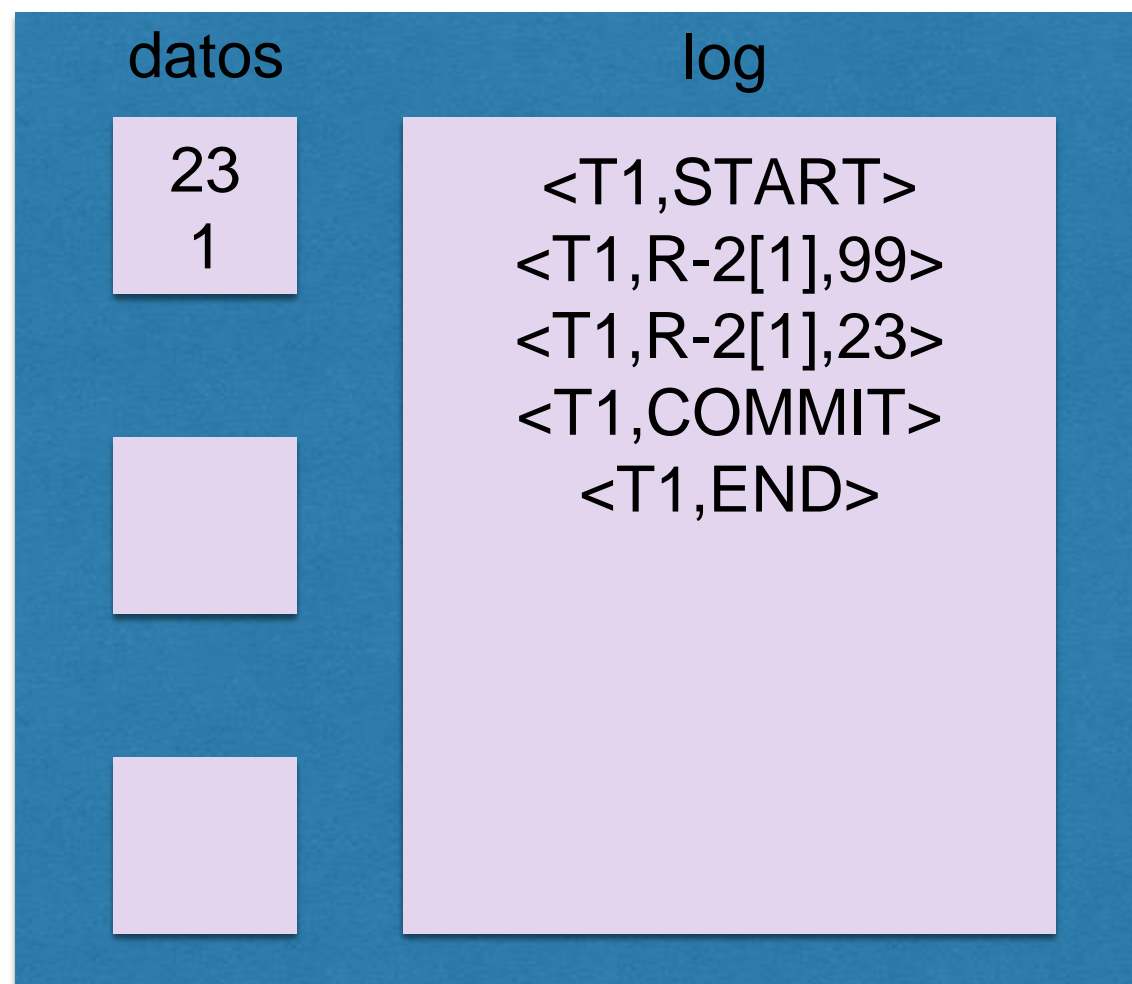 datos
log
23
1
<T1,START>
<T1,R-2[1],99>
<T1,R-2[1],23>
<T1,COMMIT>
<T1,END>